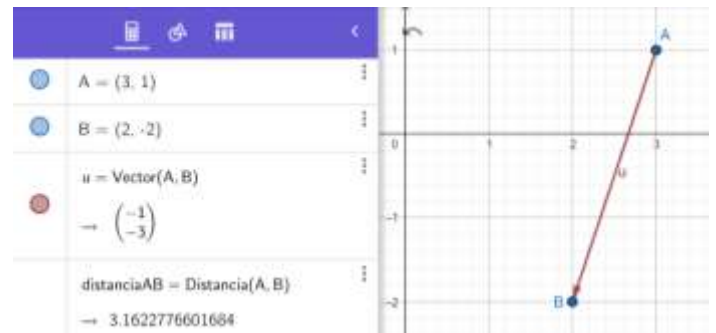 A = (3, 1)
B = (2, -2)
u = Vector(A, B)
→ (-1
-3)
distanciaAB = Distancia(A, B)
→ 3.1622776601684
A
1
0
1
2
3
u
-1
B
-2